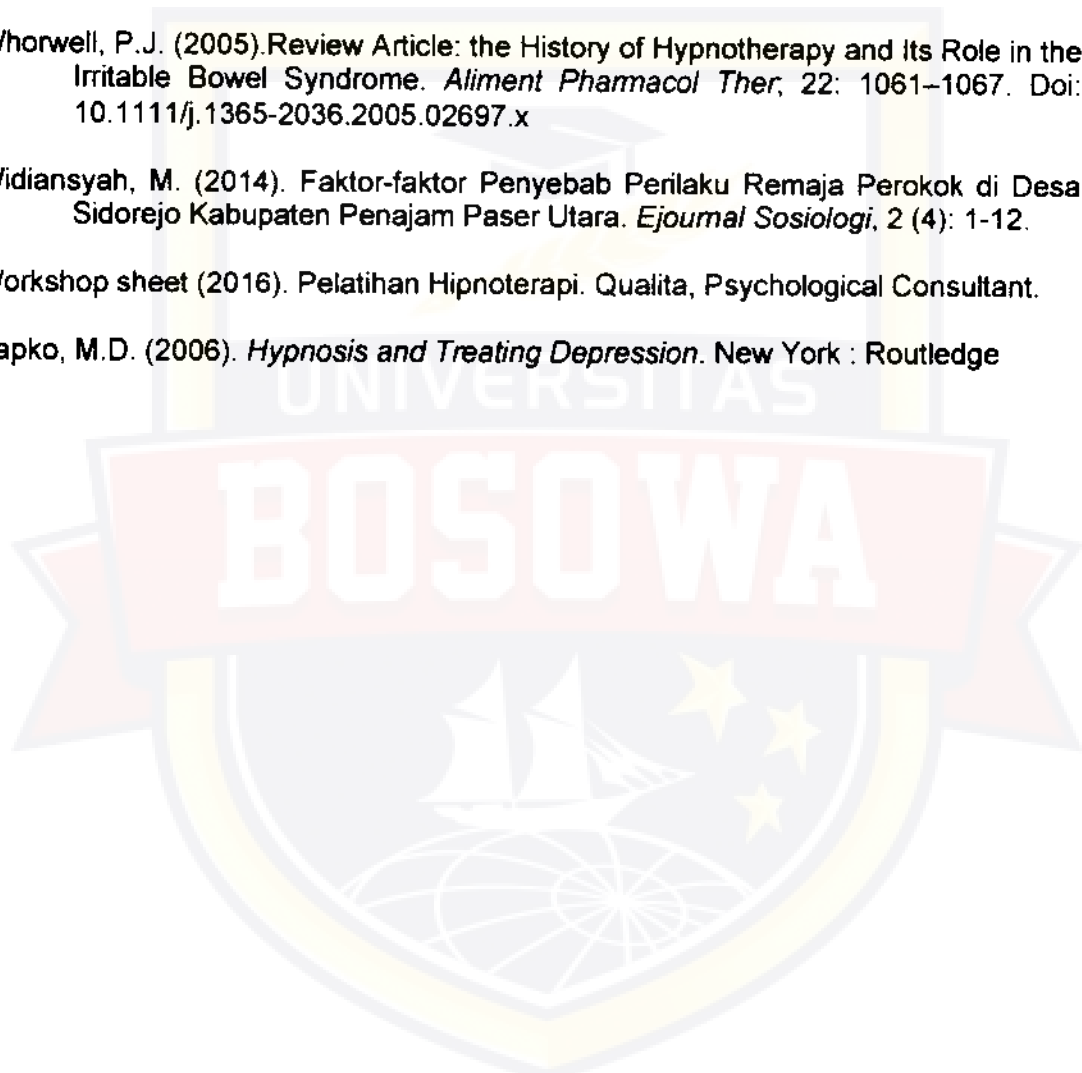 Whorwell, P.J. (2005).Review Article: the History of Hypnotherapy and Its Role in the
Irritable Bowel Syndrome. Aliment Pharmacol Ther, 22: 1061–1067. Doi:
10.1111/j.1365-2036.2005.02697.x
Widiansyah, M. (2014). Faktor-faktor Penyebab Perilaku Remaja Perokok di Desa
Sidorejo Kabupaten Penajam Paser Utara. Ejournal Sosiologi, 2 (4): 1-12.
Workshop sheet (2016). Pelatihan Hipnoterapi. Qualita, Psychological Consultant.
apko, M.D. (2006). Hypnosis and Treating Depression. New York : Routledge
UNIVERSITAS
BOSOWA